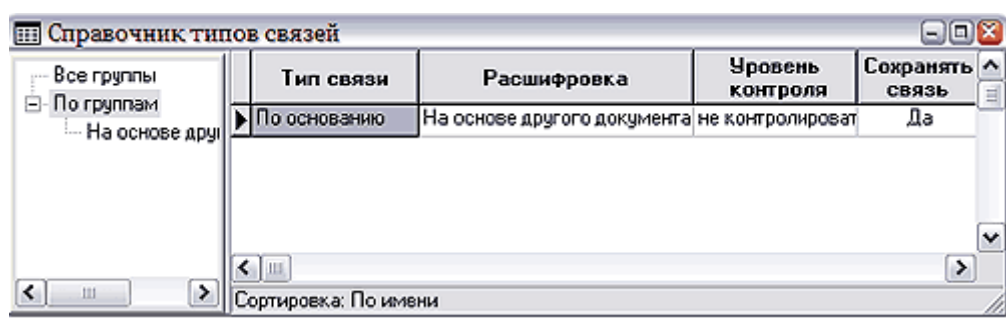 Справочник типов связей
Все группы
По группам
На основе друг
Тип связи
Расшифровка
Уровень контроля
Сохранять связь
По основанию
На основе другого документа
не контролироват
Да
Сортировка: По имени